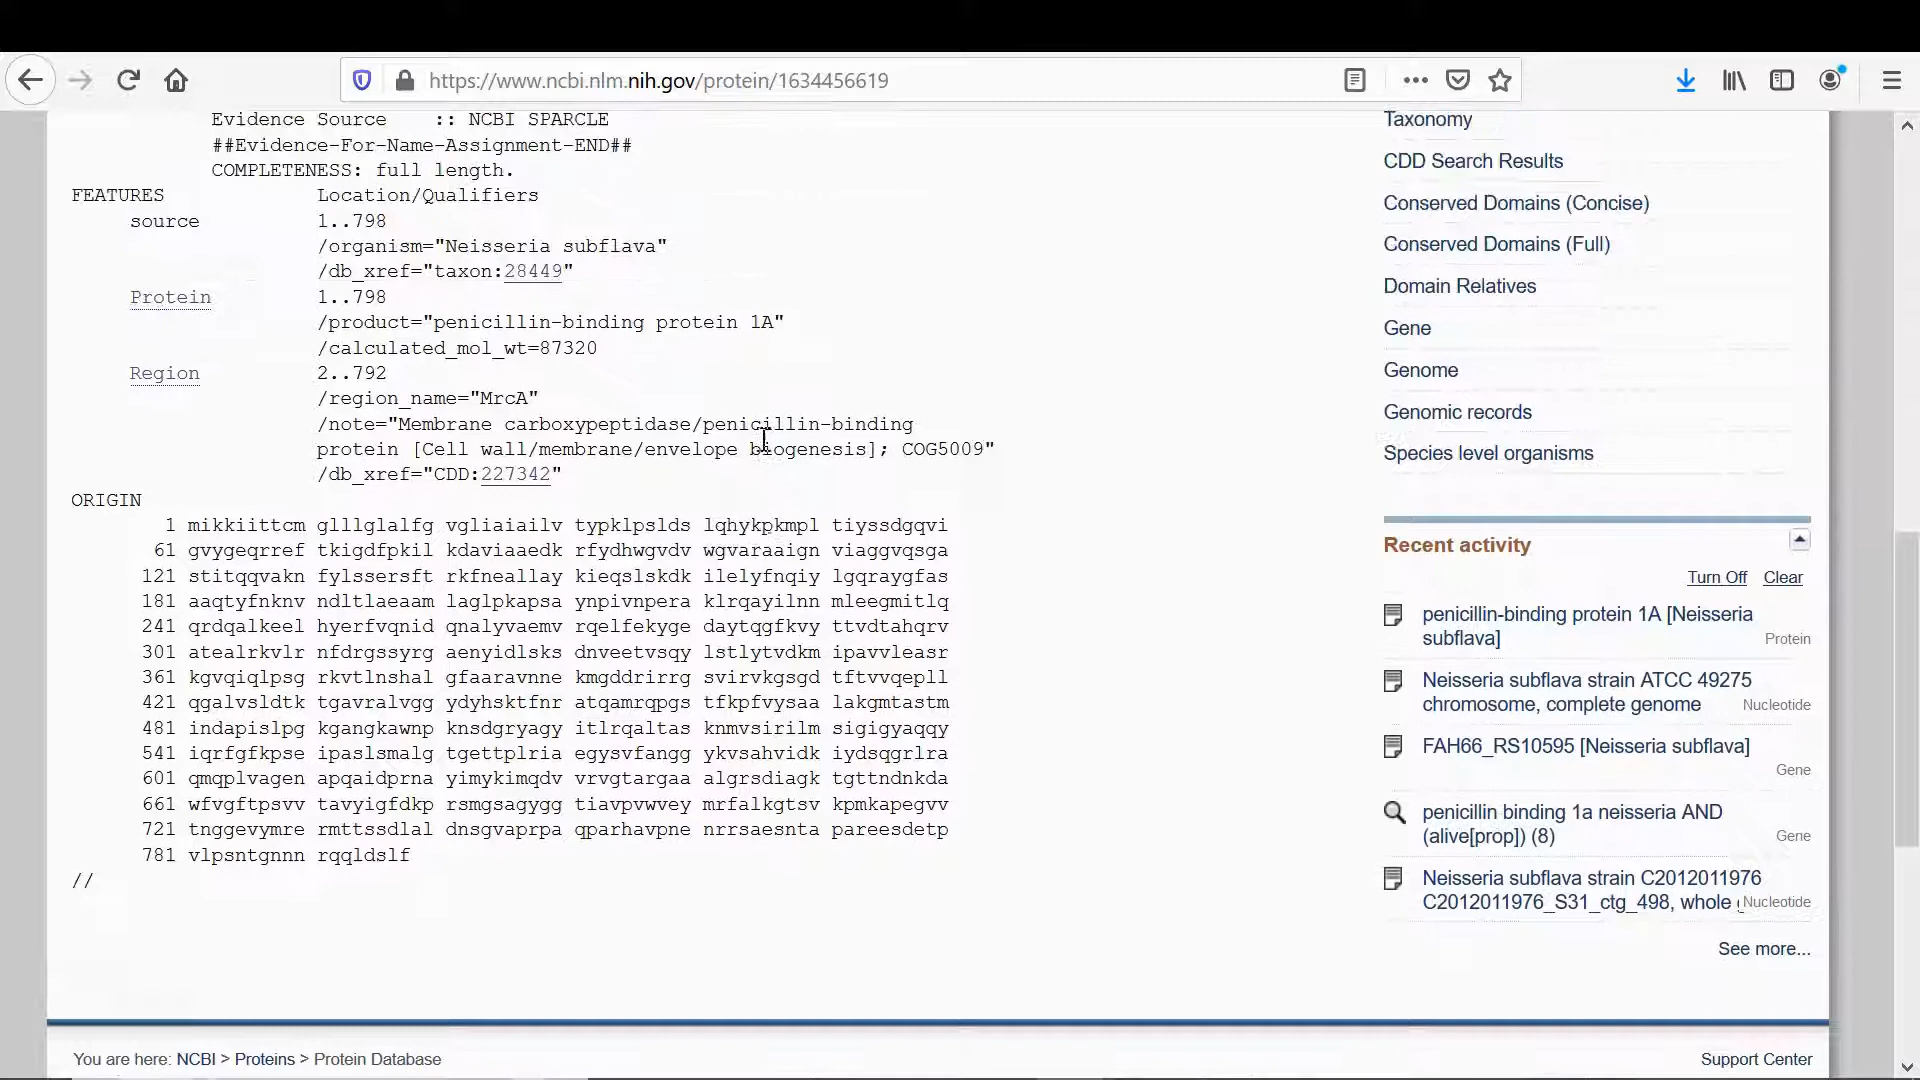 https://www.ncbi.nlm.nih.gov/protein/1634456619
Evidence Source :: NCBI SPARCLE
##Evidence-For-Name-Assignment-END##
COMPLETENESS: full length.
FEATURES Location/Qualifiers
source 1..798
/organism="Neisseria subflava"
/db_xref="taxon:28449"
Protein 1..798
/product="penicillin-binding protein 1A"
/calculated_mol_wt=87320
Region 2..792
/region_name="MrcA"
/note="Membrane carboxypeptidase/penicillin-binding
protein [Cell wall/membrane/envelope biogenesis]; COG5009"
/db_xref="CDD:227342"
ORIGIN
1 mikkiittcm glllglalfg vgliaiailv typklpslds lqhykpkmpl tiyssdgqvi
61 gvygeqrref tkigdfpkil kdaviaaedk rfydhwgvdv wgvaraaign viaggvqsga
121 stitqqvakn fylssersft rkfneallay kieqslskdk ilelyfnqiy lgqraygfas
181 aaqtyfnknv ndltlaeaam laglpkapsa ynpivnpera klrqayilnn mleegmitlq
241 qrdqalkeel hyerfvqnid qnalyvaemv rqelfekyge daytqgfkvy ttvdtahqrv
301 atealrkvlr nfdrgssyrg aenyidlsks dnveetvsqy lstlytvdkm ipavvleasr
361 kgvqiqlpsg rkvtlnshal gfaaravnne kmgddrirrg svirvkgsgd tftvvqepll
421 qgalvsldtk tgavralvgg ydyhsktfnr atqamrqpgs tfkpfvysaa lakgmtastm
481 indapislpg kgangkawnp knsdgryagy itlrqaltas knmvsirilm sigigyaqqy
541 iqrfgfkpse ipaslsmalg tgettplria egysvfangg ykvsahvidk iydsqgrlra
601 qmqplvagen apqaidprna yimykimqdv vrvgtargaa algrsdiagk tgttndnkda
661 wfvgftpsvv tavyigfdkp rsmgsagygg tiavpvwvey mrfalkgtsv kpmkapegvv
721 tnggevymre rmttssdlal dnsgvaprpa qparhavpne nrrsaesnta pareesdetp
781 vlpsntgnnn rqqldslf
//
Taxonomy
CDD Search Results
Conserved Domains (Concise)
Conserved Domains (Full)
Domain Relatives
Gene
Genome
Genomic records
Species level organisms
Recent activity
Turn Off Clear
penicillin-binding protein 1A [Neisseria
subflava] Protein
Neisseria subflava strain ATCC 49275
chromosome, complete genome Nucleotide
FAH66_RS10595 [Neisseria subflava]
Gene
penicillin binding 1a neisseria AND
(alive[prop]) (8) Gene
Neisseria subflava strain C2012011976
C2012011976_S31_ctg_498, whole Nucleotide
See more...
You are here: NCBI > Proteins > Protein Database
Support Center